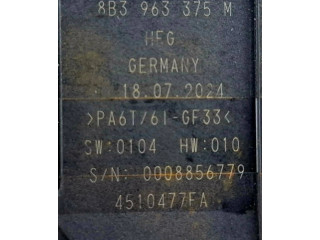 8B3 963 375 M
HFG
GERMANY
18.07.2024
>PA6T/6I-GF33<
SW:0104 HW:010
S/N: 0008856779
4510477FA